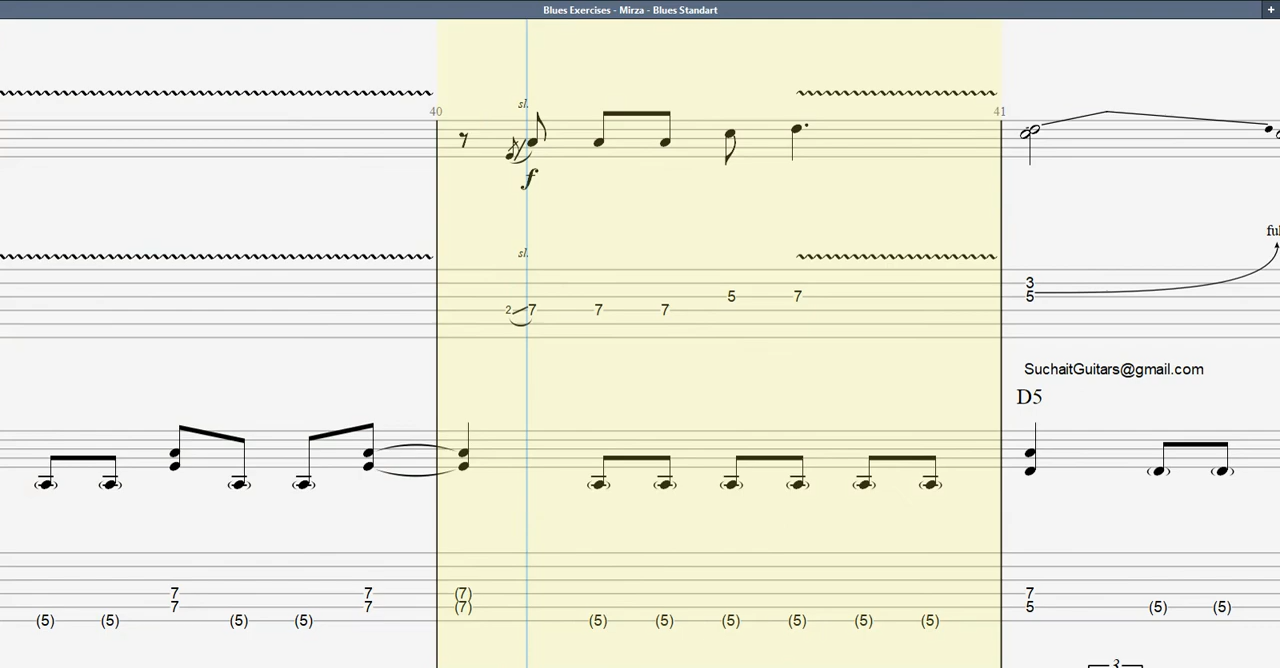 Blues Exercises - Mirza - Blues Standart
+
40
41
sl.
f
sl.
full
3
5
2 7 7 7 5 7
SuchaitGuitars@gmail.com
D5
7 7 (7) 7
7 7 (7) 5 (5) (5)
(5) (5) (5) (5) (5) (5) (5) (5) (5) (5)
3